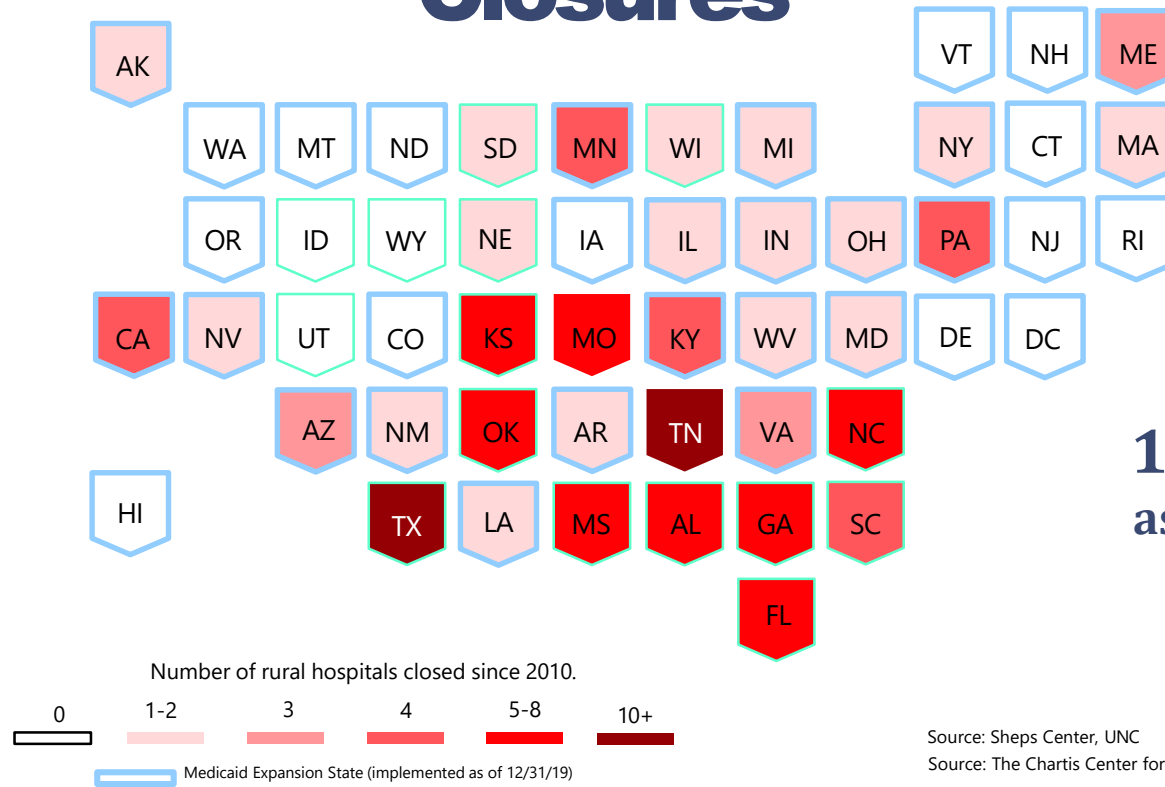 Closures
AK
VT NH ME
WA MT ND SD MN WI MI NY CT MA
OR ID WY NE IA IL IN OH PA NJ RI
CA NV UT CO KS MO KY WV MD DE DC
AZ NM OK AR TN VA NC
HI TX LA MS AL GA SC
FL
1
as
Number of rural hospitals closed since 2010.
0 1-2 3 4 5-8 10+
Medicaid Expansion State (implemented as of 12/31/19)
Source: Sheps Center, UNC
Source: The Chartis Center for